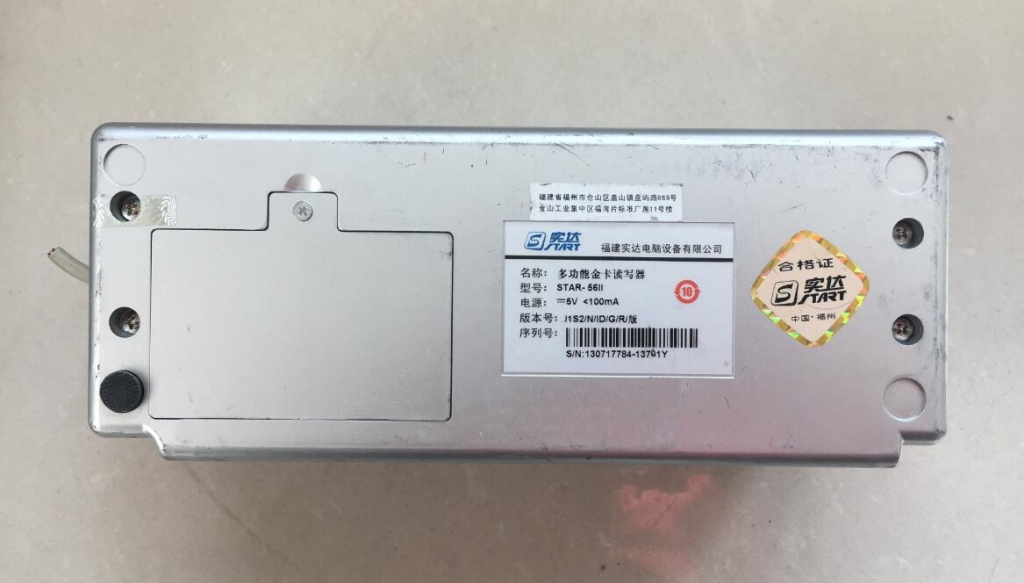 福建省福州市仓山区盖山镇盘屿路869号
金山工业集中区福湾片标准厂房11号楼
实达
START
福建实达电脑设备有限公司
名称: 多功能金卡读写器
型号: STAR- 56II
电源: ⎓5V <100mA
版本号: .I1S2/N/ID/G/R/版
序列号:
S/N:130717784-13701Y
10
合格证
实达
START
中国·福州